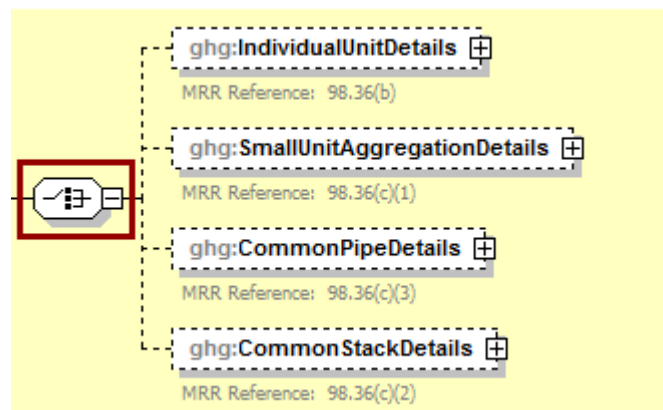 ghg:IndividualUnitDetails
MRR Reference: 98.36(b)
ghg:SmallUnitAggregationDetails
MRR Reference: 98.36(c)(1)
ghg:CommonPipeDetails
MRR Reference: 98.36(c)(3)
ghg:CommonStackDetails
MRR Reference: 98.36(c)(2)